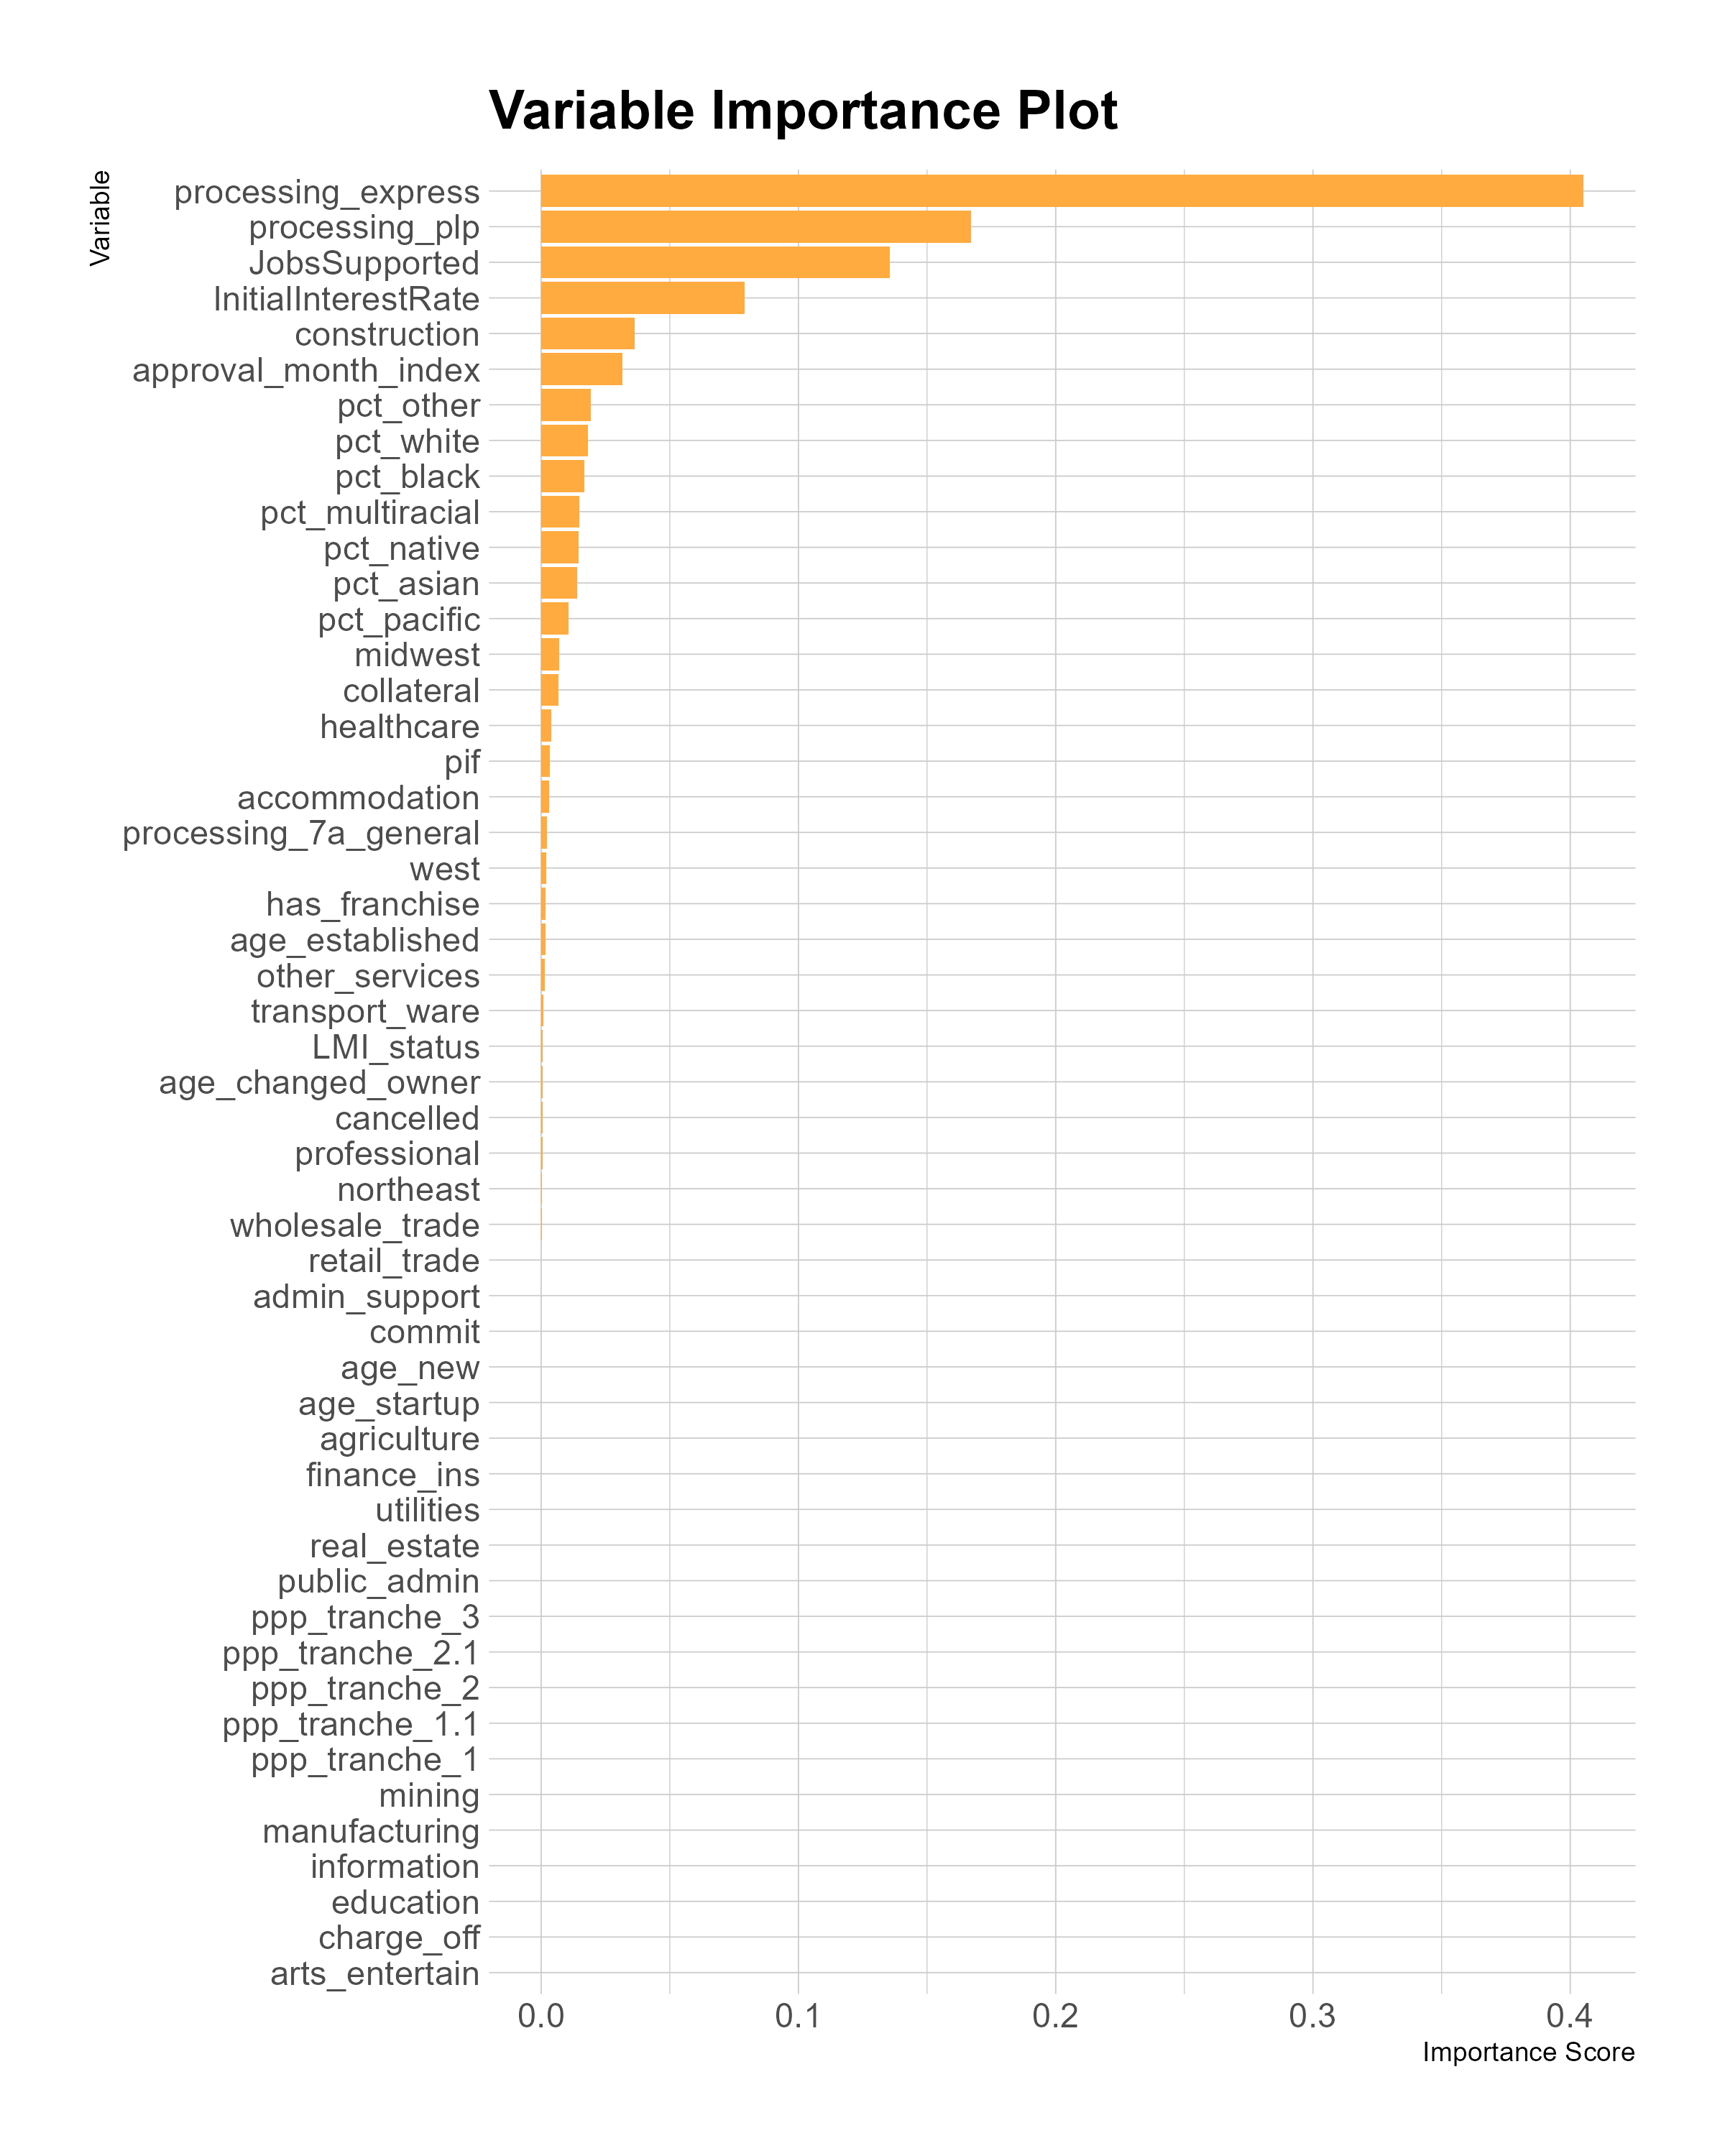 Variable Importance Plot
Variable
processing_express
processing_plp
JobsSupported
InitialInterestRate
construction
approval_month_index
pct_other
pct_white
pct_black
pct_multiracial
pct_native
pct_asian
pct_pacific
midwest
collateral
healthcare
pif
accommodation
processing_7a_general
west
has_franchise
age_established
other_services
transport_ware
LMI_status
age_changed_owner
cancelled
professional
northeast
wholesale_trade
retail_trade
admin_support
commit
age_new
age_startup
agriculture
finance_ins
utilities
real_estate
public_admin
ppp_tranche_3
ppp_tranche_2.1
ppp_tranche_2
ppp_tranche_1.1
ppp_tranche_1
mining
manufacturing
information
education
charge_off
arts_entertain
0.0 0.1 0.2 0.3 0.4
Importance Score